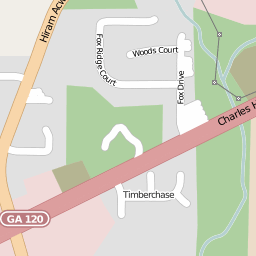 Hiram Acw
Fox Ridge Court
Woods Court
Fox Drive
Charles H
GA 120
Timberchase